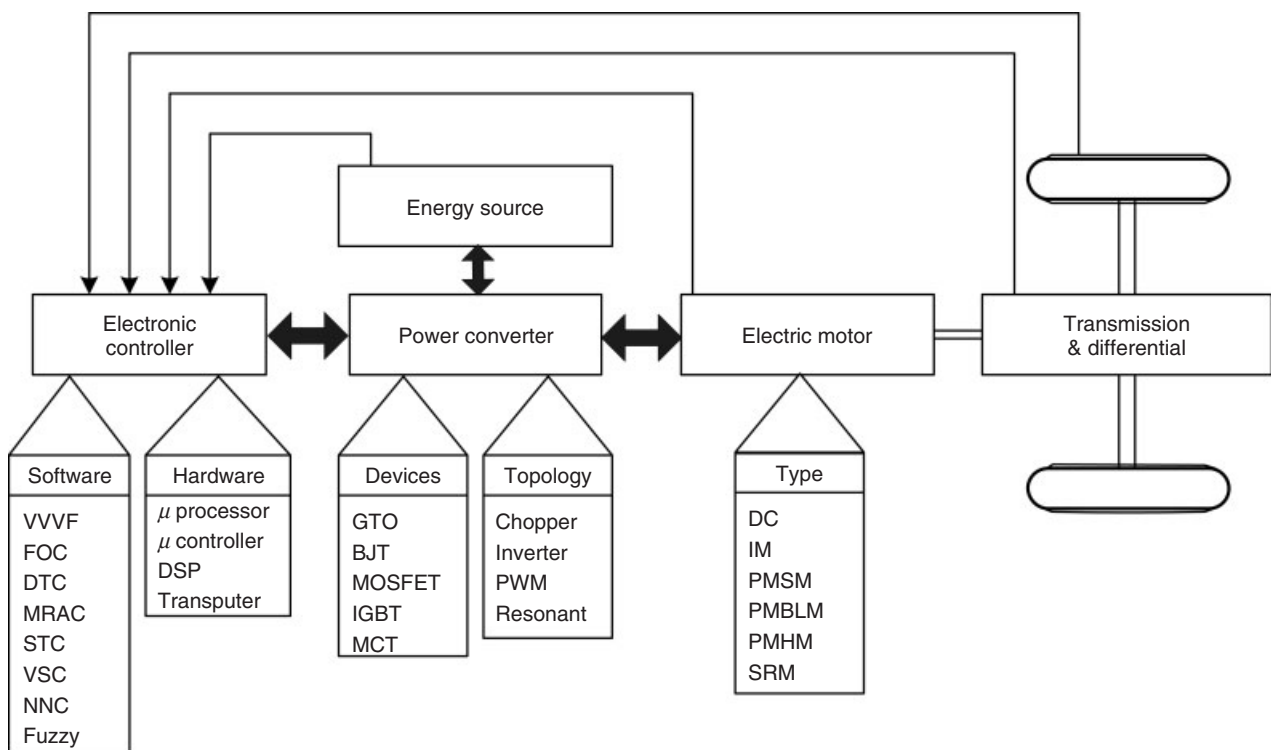 Energy source
Electronic
controller
Power converter
Electric motor
Transmission
& differential
Software
VVVF
FOC
DTC
MRAC
STC
VSC
NNC
Fuzzy
Hardware
μ processor
μ controller
DSP
Transputer
Devices
GTO
BJT
MOSFET
IGBT
MCT
Topology
Chopper
Inverter
PWM
Resonant
Type
DC
IM
PMSM
PMBLM
PMHM
SRM